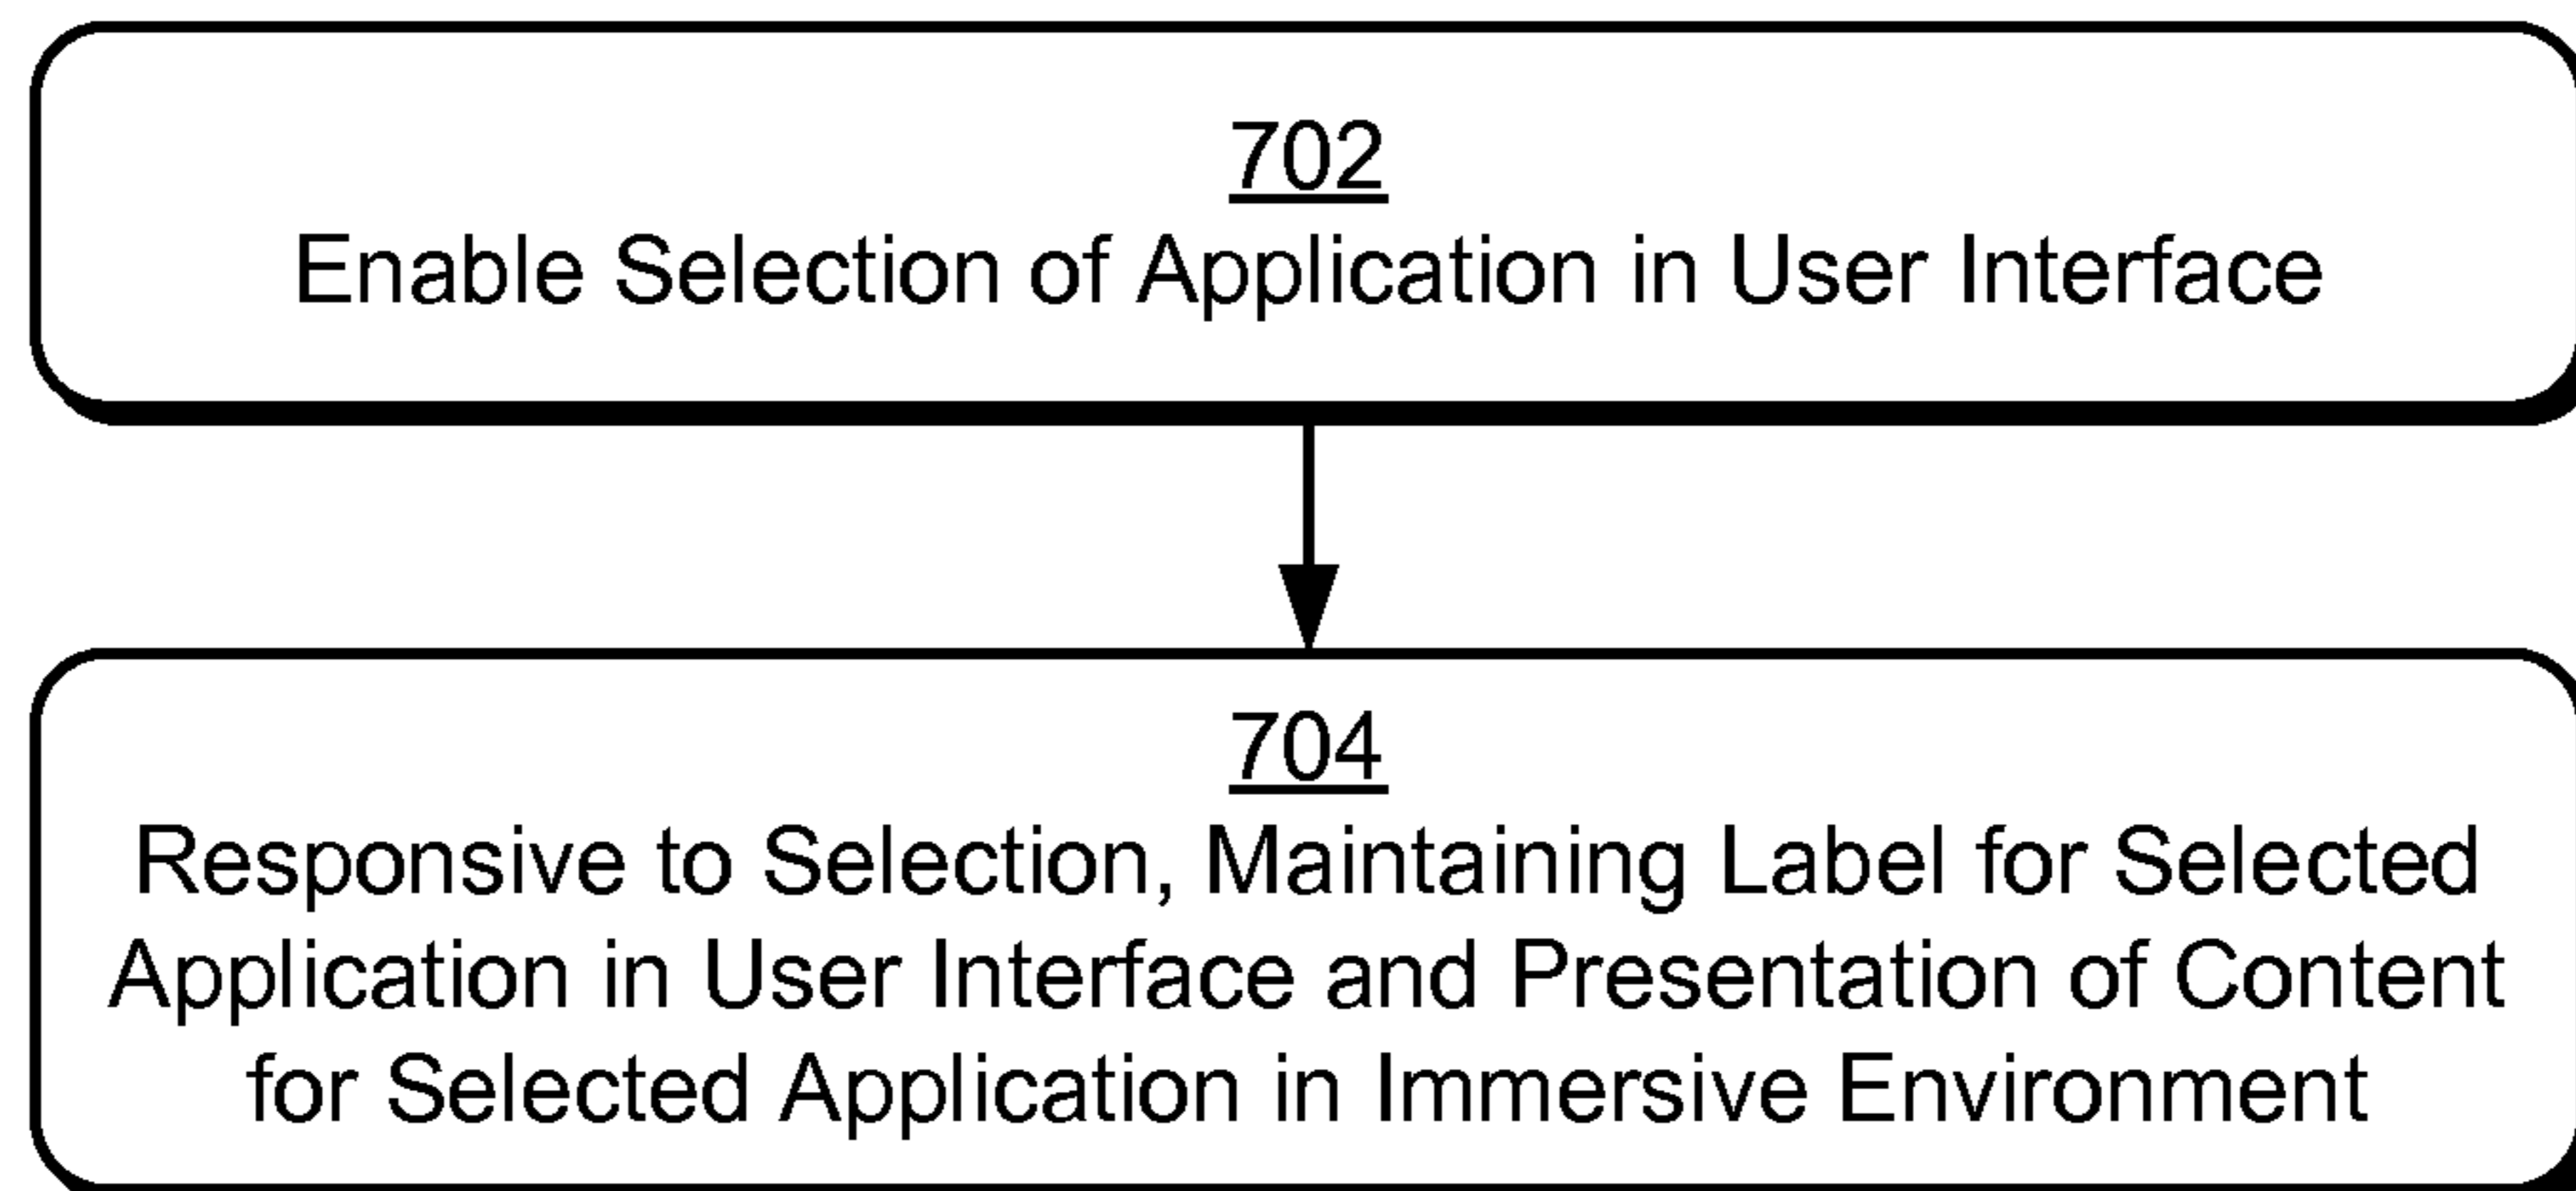 702
Enable Selection of Application in User Interface
704
Responsive to Selection, Maintaining Label for Selected
Application in User Interface and Presentation of Content
for Selected Application in Immersive Environment